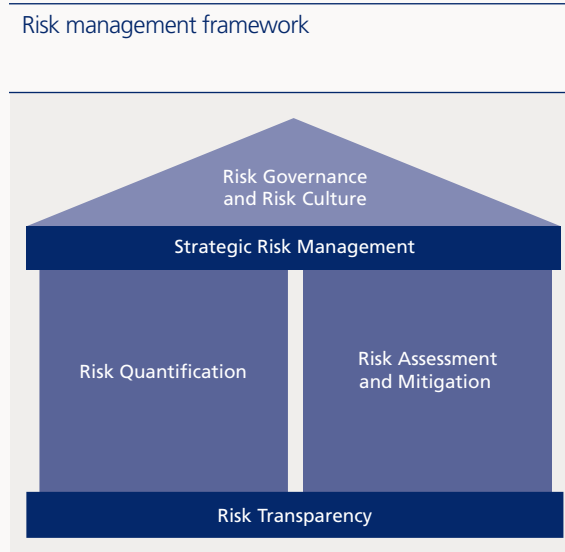 Risk management framework
Risk Governance
and Risk Culture
Strategic Risk Management
Risk Quantification
Risk Assessment
and Mitigation
Risk Transparency